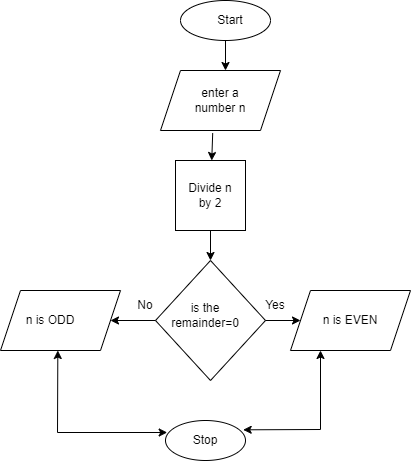 Start
enter a
number n
Divide n
by 2
No
is the
remainder=0
Yes
n is ODD
n is EVEN
Stop